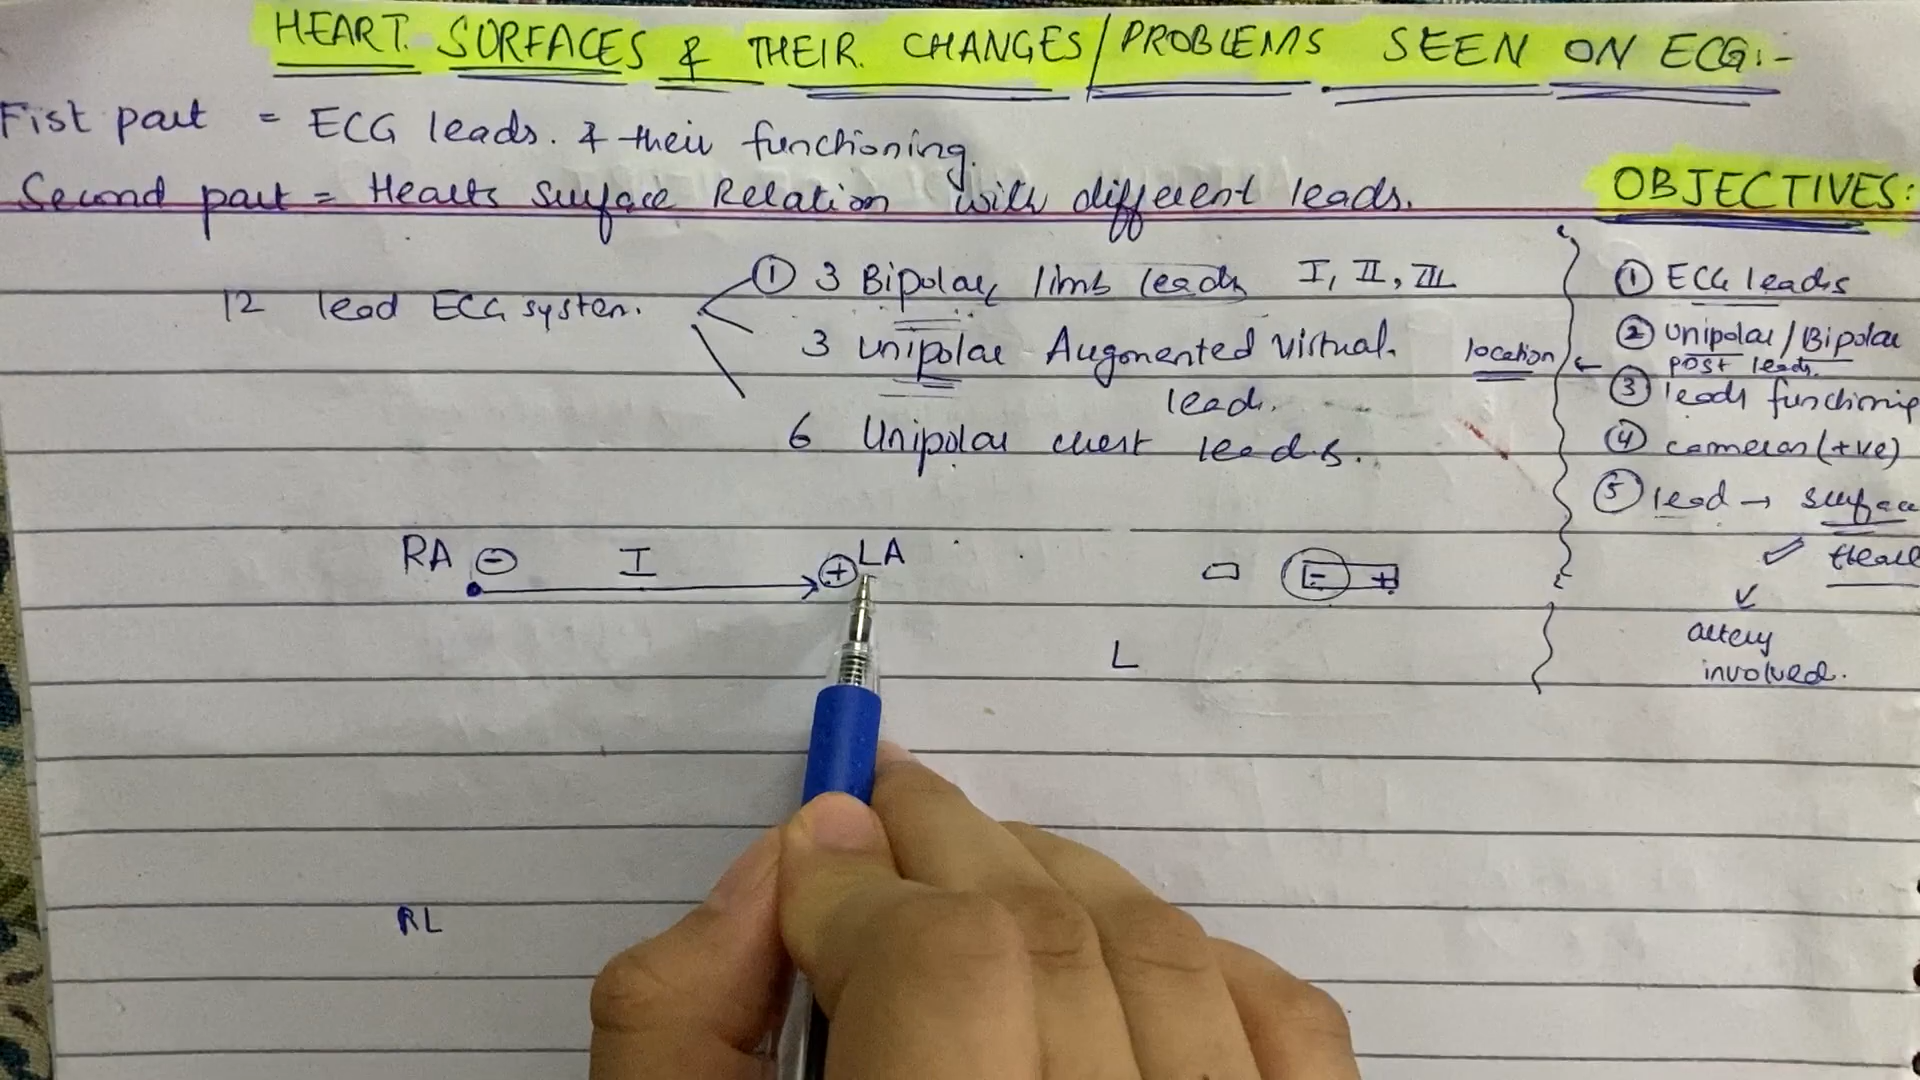 HEART. SURFACES & THEIR. CHANGES/PROBLEMS SEEN ON ECG:-
Fist part = ECG leads. & their functioning.
Second part = Hearts Surface Relation with different leads.
12 lead ECG system.
① 3 Bipolar limb leads I, II, III
3 unipolar Augmented virtual.
lead.
6 Unipolar chest leads.
location
OBJECTIVES:
① ECG leads
② Unipolar/Bipolar
post leads.
③ leads functioning
④ cameras (+ve)
⑤ lead → surface
✓ Heart
artery
involved.
RA ⊖ I ⊕ LA
- +
L
RL